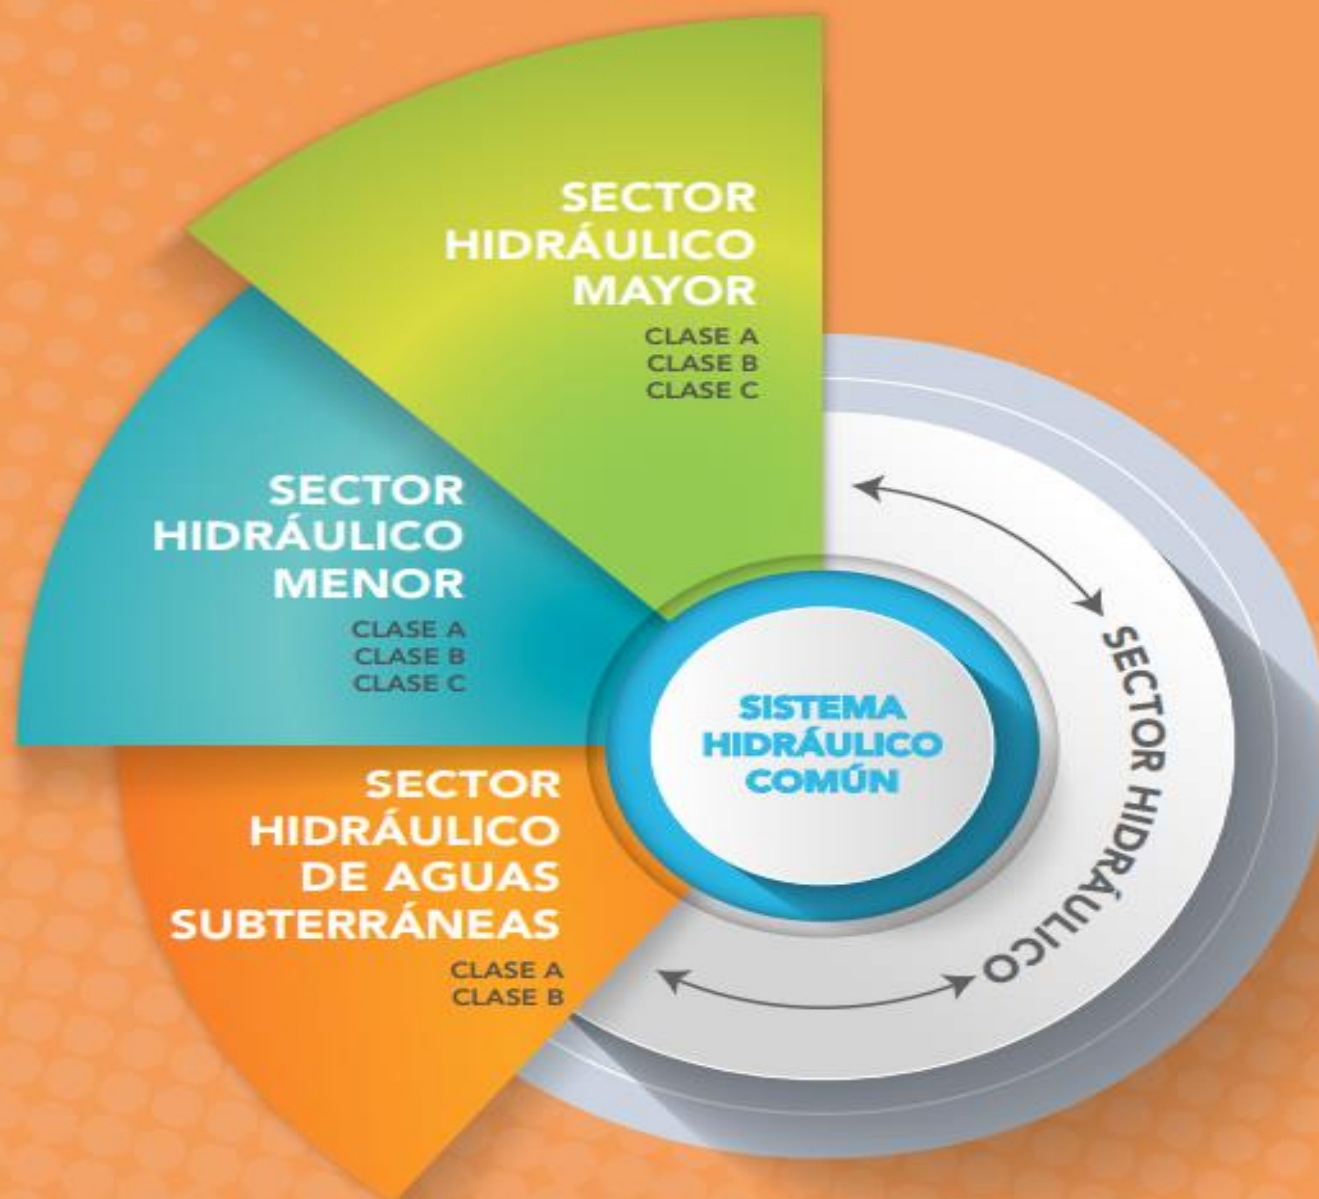 SECTOR
HIDRÁULICO
MAYOR
CLASE A
CLASE B
CLASE C
SECTOR
HIDRÁULICO
MENOR
CLASE A
CLASE B
CLASE C
SECTOR
HIDRÁULICO
DE AGUAS
SUBTERRÁNEAS
CLASE A
CLASE B
SISTEMA
HIDRÁULICO
COMÚN
SECTOR HIDRÁULICO